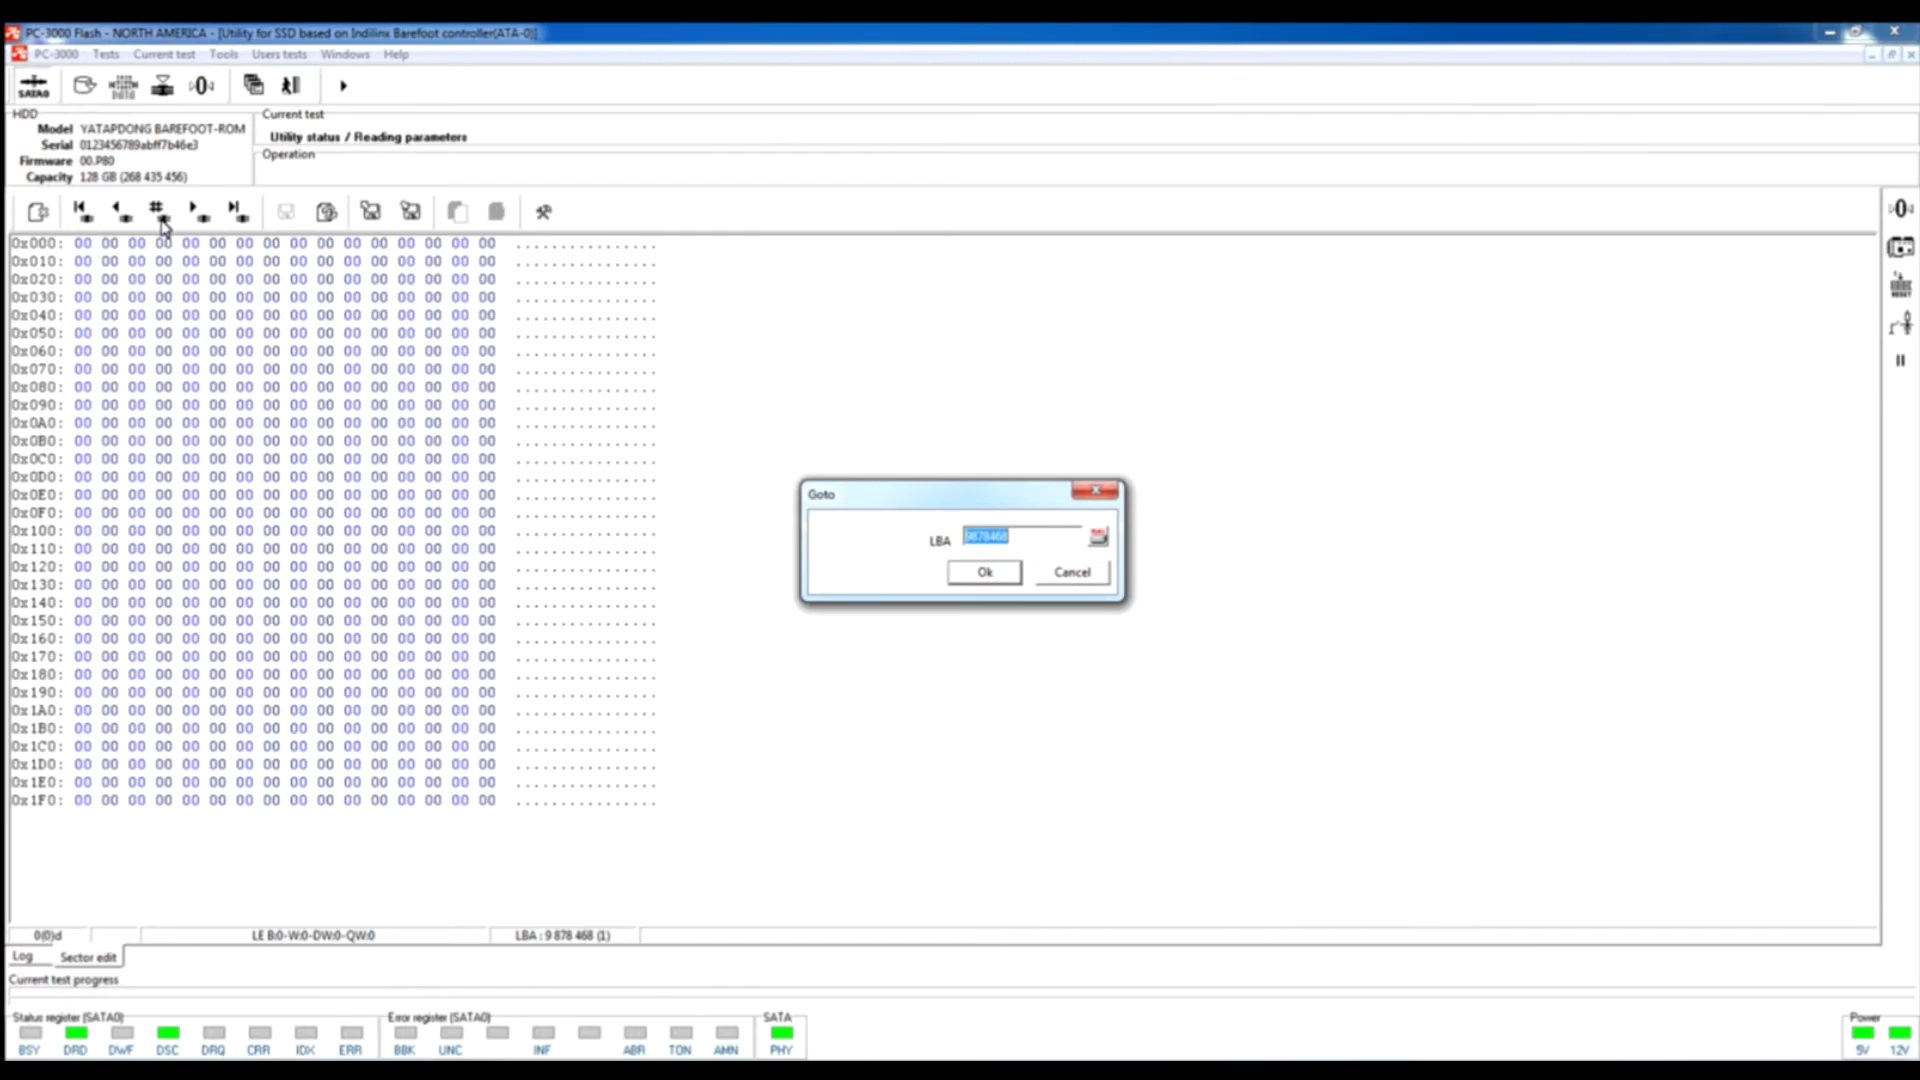 PC-3000 Flash - NORTH AMERICA - [Utility for SSD based on Indilinx Barefoot controller(ATA-0)]
PC-3000 Tests Current test Tools Users tests Windows Help
SATA0
HDD
Model YATAPDONG BAREFOOT-ROM
Serial 0123456789abff7b46e3
Firmware 00.P80
Capacity 128 GB (268 435 456)
Current test
Utility status / Reading parameters
Operation
0x000: 00 00 00 00 00 00 00 00 00 00 00 00 00 00 00 00 ................
0x010: 00 00 00 00 00 00 00 00 00 00 00 00 00 00 00 00 ................
0x020: 00 00 00 00 00 00 00 00 00 00 00 00 00 00 00 00 ................
0x030: 00 00 00 00 00 00 00 00 00 00 00 00 00 00 00 00 ................
0x040: 00 00 00 00 00 00 00 00 00 00 00 00 00 00 00 00 ................
0x050: 00 00 00 00 00 00 00 00 00 00 00 00 00 00 00 00 ................
0x060: 00 00 00 00 00 00 00 00 00 00 00 00 00 00 00 00 ................
0x070: 00 00 00 00 00 00 00 00 00 00 00 00 00 00 00 00 ................
0x080: 00 00 00 00 00 00 00 00 00 00 00 00 00 00 00 00 ................
0x090: 00 00 00 00 00 00 00 00 00 00 00 00 00 00 00 00 ................
0x0A0: 00 00 00 00 00 00 00 00 00 00 00 00 00 00 00 00 ................
0x0B0: 00 00 00 00 00 00 00 00 00 00 00 00 00 00 00 00 ................
0x0C0: 00 00 00 00 00 00 00 00 00 00 00 00 00 00 00 00 ................
0x0D0: 00 00 00 00 00 00 00 00 00 00 00 00 00 00 00 00 ................
0x0E0: 00 00 00 00 00 00 00 00 00 00 00 00 00 00 00 00 ................
0x0F0: 00 00 00 00 00 00 00 00 00 00 00 00 00 00 00 00 ................
0x100: 00 00 00 00 00 00 00 00 00 00 00 00 00 00 00 00 ................
0x110: 00 00 00 00 00 00 00 00 00 00 00 00 00 00 00 00 ................
0x120: 00 00 00 00 00 00 00 00 00 00 00 00 00 00 00 00 ................
0x130: 00 00 00 00 00 00 00 00 00 00 00 00 00 00 00 00 ................
0x140: 00 00 00 00 00 00 00 00 00 00 00 00 00 00 00 00 ................
0x150: 00 00 00 00 00 00 00 00 00 00 00 00 00 00 00 00 ................
0x160: 00 00 00 00 00 00 00 00 00 00 00 00 00 00 00 00 ................
0x170: 00 00 00 00 00 00 00 00 00 00 00 00 00 00 00 00 ................
0x180: 00 00 00 00 00 00 00 00 00 00 00 00 00 00 00 00 ................
0x190: 00 00 00 00 00 00 00 00 00 00 00 00 00 00 00 00 ................
0x1A0: 00 00 00 00 00 00 00 00 00 00 00 00 00 00 00 00 ................
0x1B0: 00 00 00 00 00 00 00 00 00 00 00 00 00 00 00 00 ................
0x1C0: 00 00 00 00 00 00 00 00 00 00 00 00 00 00 00 00 ................
0x1D0: 00 00 00 00 00 00 00 00 00 00 00 00 00 00 00 00 ................
0x1E0: 00 00 00 00 00 00 00 00 00 00 00 00 00 00 00 00 ................
0x1F0: 00 00 00 00 00 00 00 00 00 00 00 00 00 00 00 00 ................
Goto
LBA 9878468
Ok Cancel
RESET
0(0)d LE B:0-W:0-DW:0-QW:0 LBA : 9 878 468 (1)
Log Sector edit
Current test progress
Status register (SATA0) Error register (SATA0) SATA Power
BSY DRD DWF DSC DRQ CRR IDX ERR BBK UNC INF ABR TON AMN PHY 5V 12V